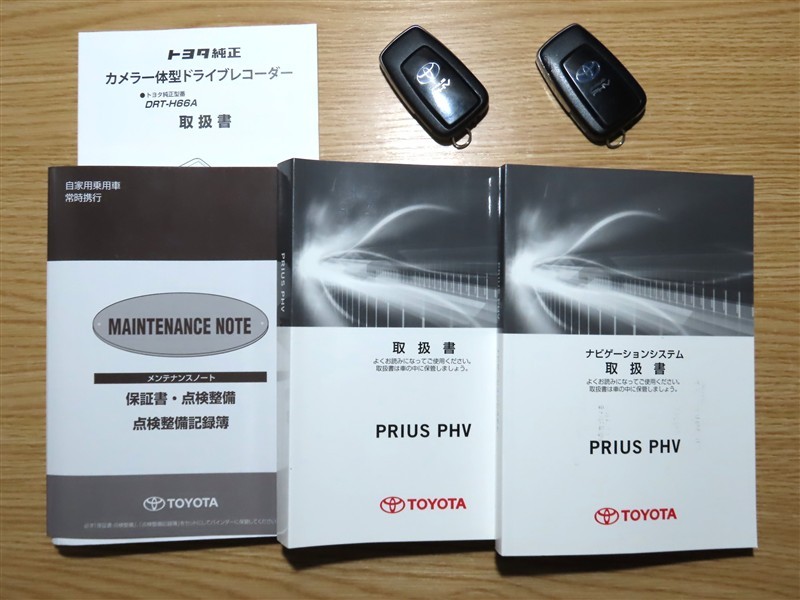 トヨタ純正
カメラ一体型ドライブレコーダー
●トヨタ純正型番
DRT-H66A
取扱書
自家用乗用車
常時携行
MAINTENANCE NOTE
メンテナンスノート
保証書・点検整備
点検整備記録簿
TOYOTA
PRIUS PHV
取扱書
よくお読みになってご使用ください。
取扱書は車の中に保管しましょう。
PRIUS PHV
TOYOTA
PRIUS PHV
ナビゲーションシステム
取扱書
よくお読みになってご使用ください。
取扱書は車の中に保管しましょう。
PRIUS PHV
TOYOTA